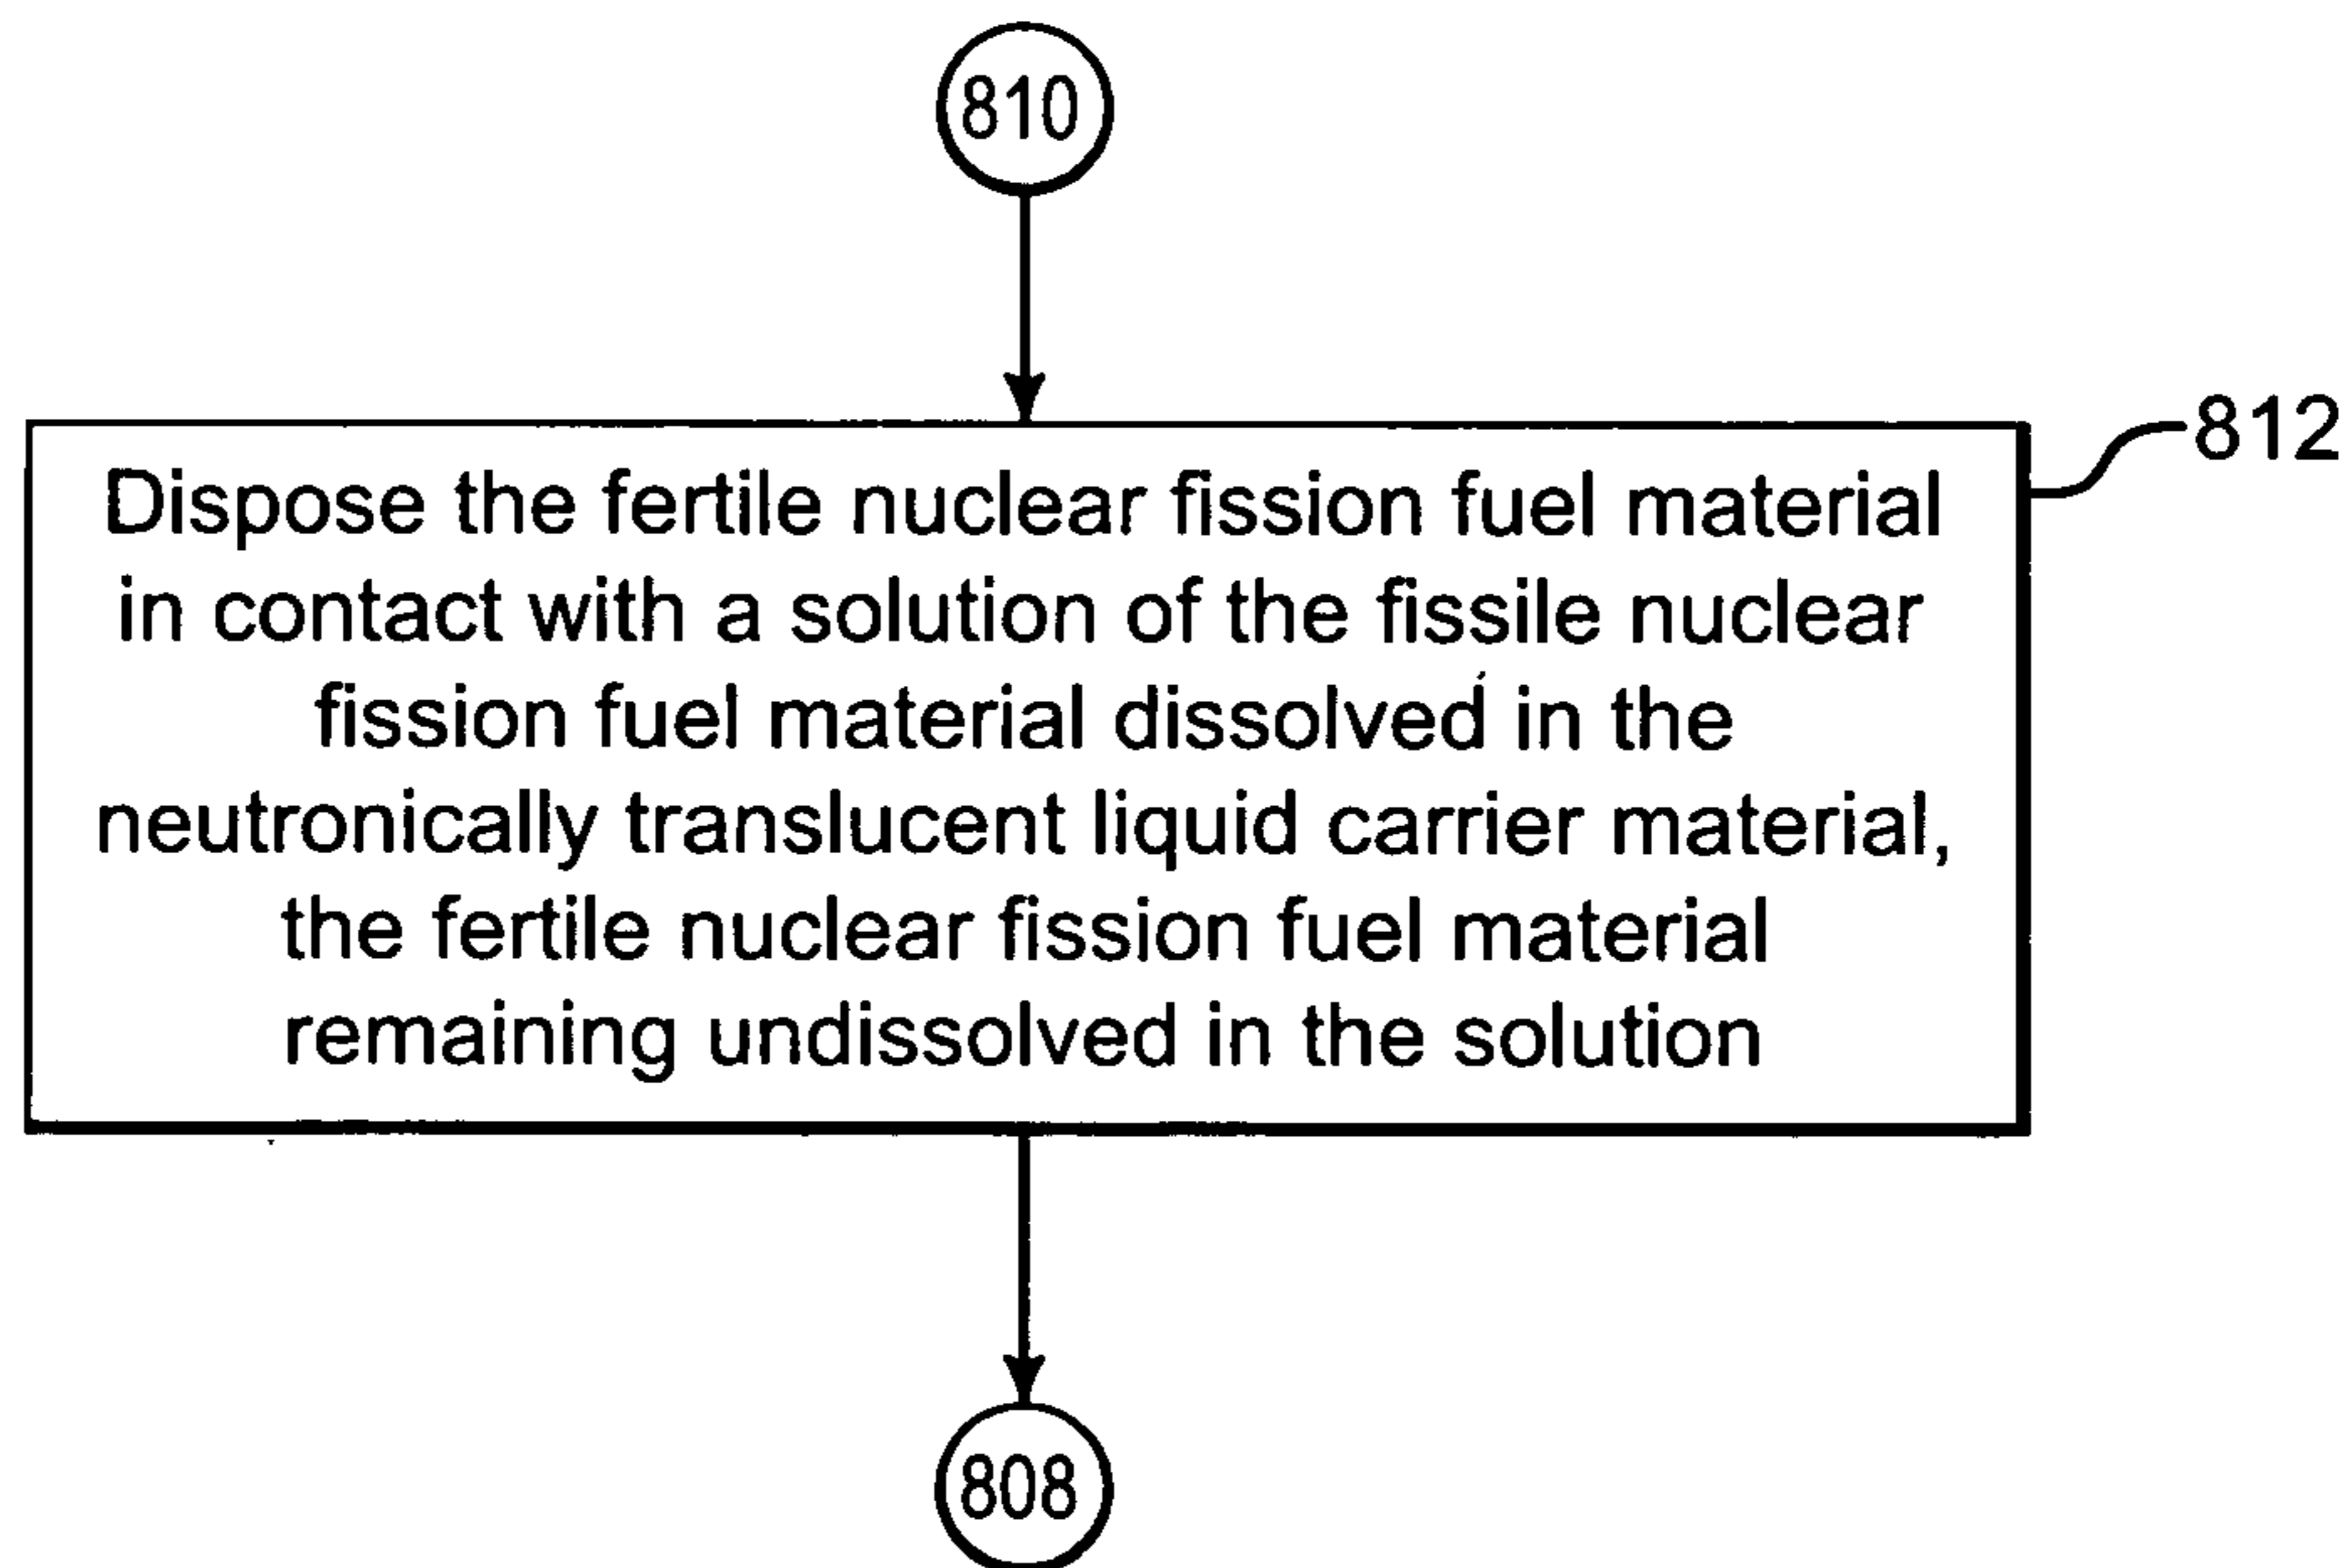 810
812
Dispose the fertile nuclear fission fuel material
in contact with a solution of the fissile nuclear
fission fuel material dissolved in the
neutronically translucent liquid carrier material,
the fertile nuclear fission fuel material
remaining undissolved in the solution
808